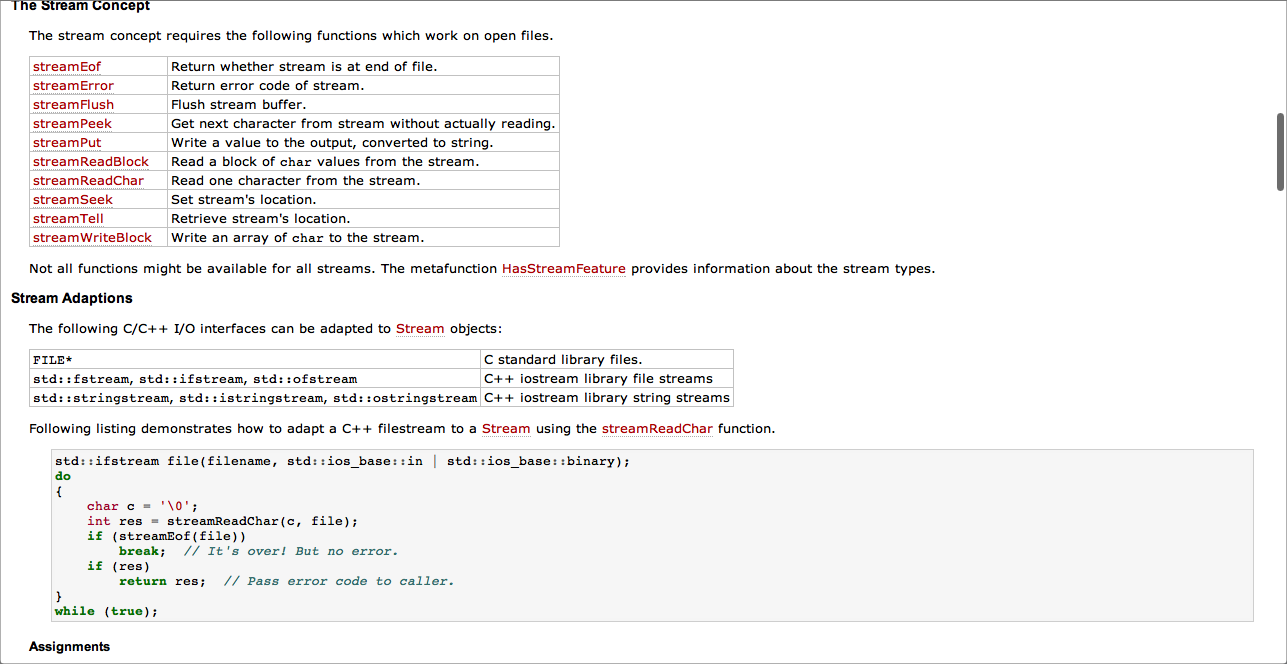 The Stream Concept
The stream concept requires the following functions which work on open files.
streamEof Return whether stream is at end of file.
streamError Return error code of stream.
streamFlush Flush stream buffer.
streamPeek Get next character from stream without actually reading.
streamPut Write a value to the output, converted to string.
streamReadBlock Read a block of char values from the stream.
streamReadChar Read one character from the stream.
streamSeek Set stream's location.
streamTell Retrieve stream's location.
streamWriteBlock Write an array of char to the stream.
Not all functions might be available for all streams. The metafunction HasStreamFeature provides information about the stream types.
Stream Adaptions
The following C/C++ I/O interfaces can be adapted to Stream objects:
FILE* C standard library files.
std::fstream, std::ifstream, std::ofstream C++ iostream library file streams
std::stringstream, std::istringstream, std::ostringstream C++ iostream library string streams
Following listing demonstrates how to adapt a C++ filestream to a Stream using the streamReadChar function.
std::ifstream file(filename, std::ios_base::in | std::ios_base::binary);
do
{
    char c = '\0';
    int res = streamReadChar(c, file);
    if (streamEof(file))
        break;  // It's over! But no error.
    if (res)
        return res;  // Pass error code to caller.
}
while (true);
Assignments